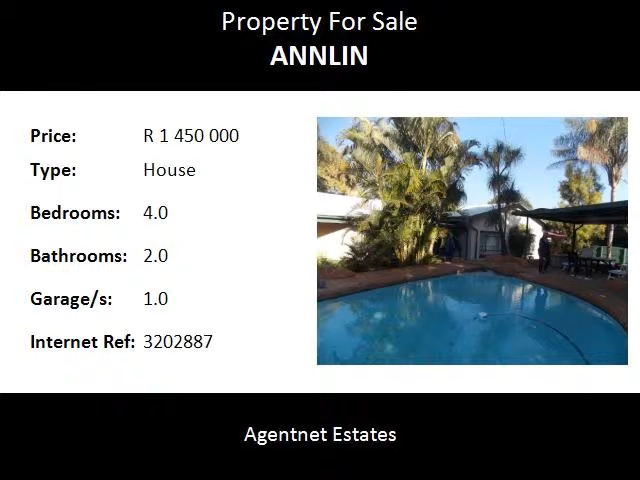 Property For Sale
ANNLIN
Price: R 1 450 000
Type: House
Bedrooms: 4.0
Bathrooms: 2.0
Garage/s: 1.0
Internet Ref: 3202887
Agentnet Estates